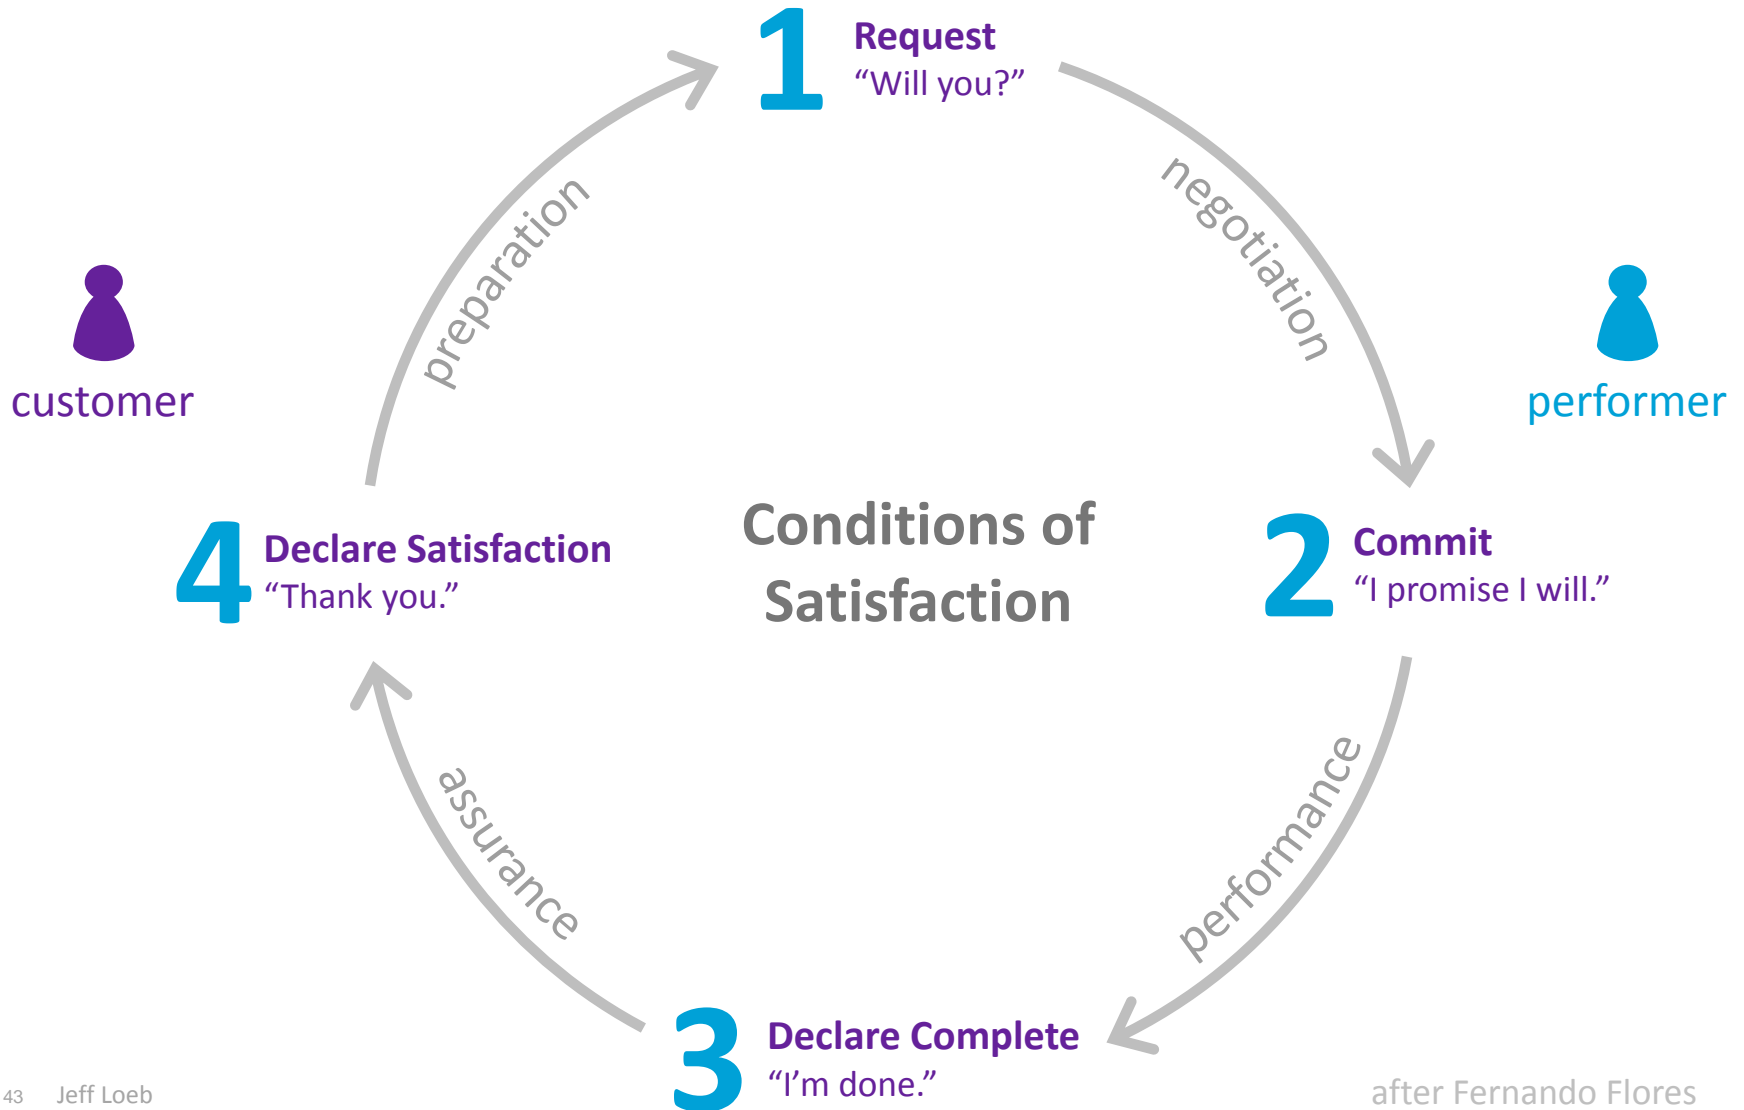 1
Request
“Will you?”
preparation
negotiation
customer
performer
Conditions of
Satisfaction
4
Declare Satisfaction
“Thank you.”
2
Commit
“I promise I will.”
assurance
performance
3
Declare Complete
“I’m done.”
43 Jeff Loeb
after Fernando Flores